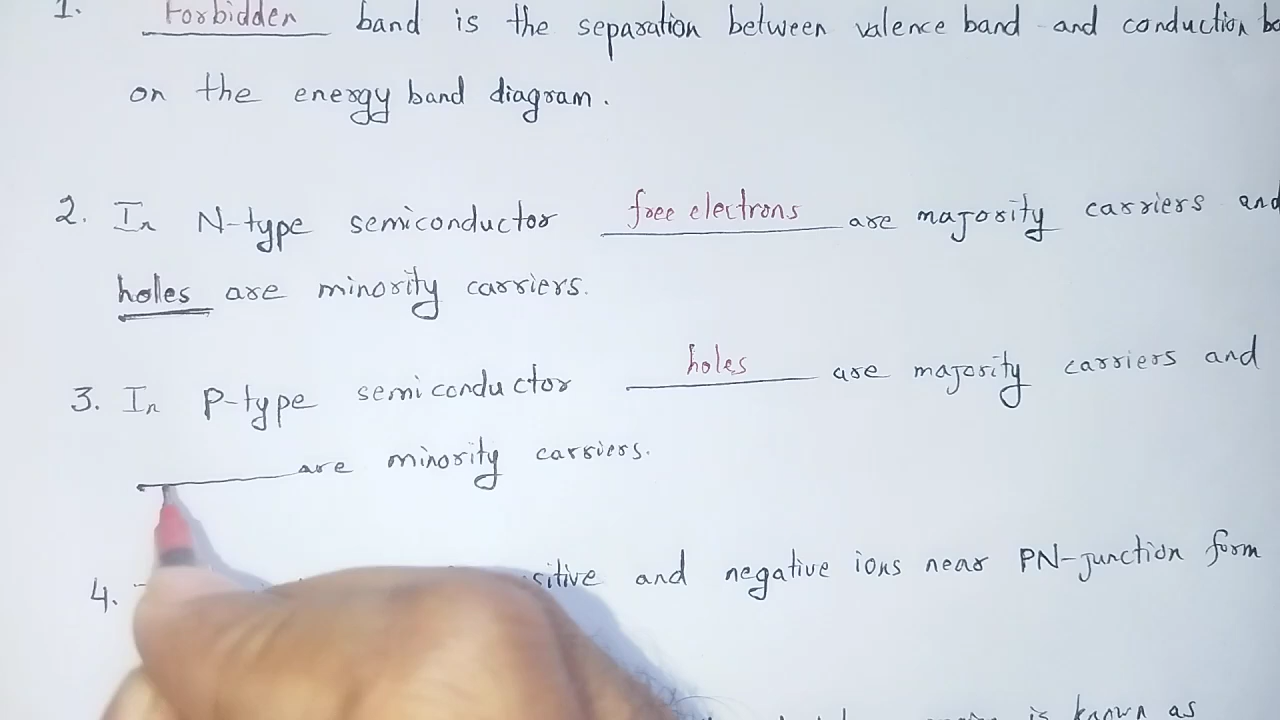 1. Forbidden band is the separation between valence band and conduction
on the energy band diagram.
2. In N-type semiconductor free electrons are majority carriers and
holes are minority carriers.
3. In P-type semiconductor holes are majority carriers and
are minority carriers.
4. sitive and negative ions near PN-junction form
is known as